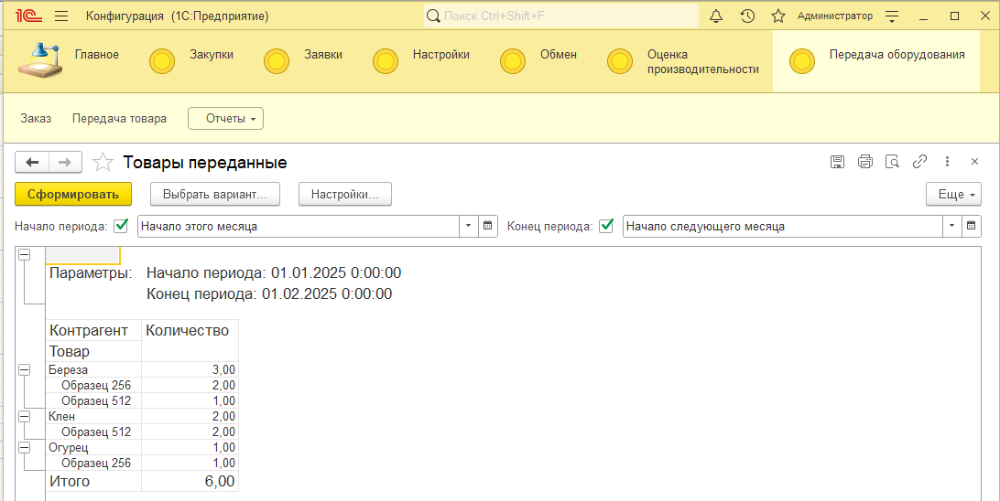 1С Конфигурация (1С:Предприятие) Поиск Ctrl+Shift+F Администратор
Главное Закупки Заявки Настройки Обмен Оценка производительности Передача оборудования
Заказ Передача товара Отчеты
Товары переданные
Сформировать Выбрать вариант... Настройки... Еще
Начало периода: Начало этого месяца Конец периода: Начало следующего месяца
Параметры: Начало периода: 01.01.2025 0:00:00
Конец периода: 01.02.2025 0:00:00
Контрагент Количество
Товар
Береза 3,00
Образец 256 2,00
Образец 512 1,00
Клен 2,00
Образец 512 2,00
Огурец 1,00
Образец 256 1,00
Итого 6,00